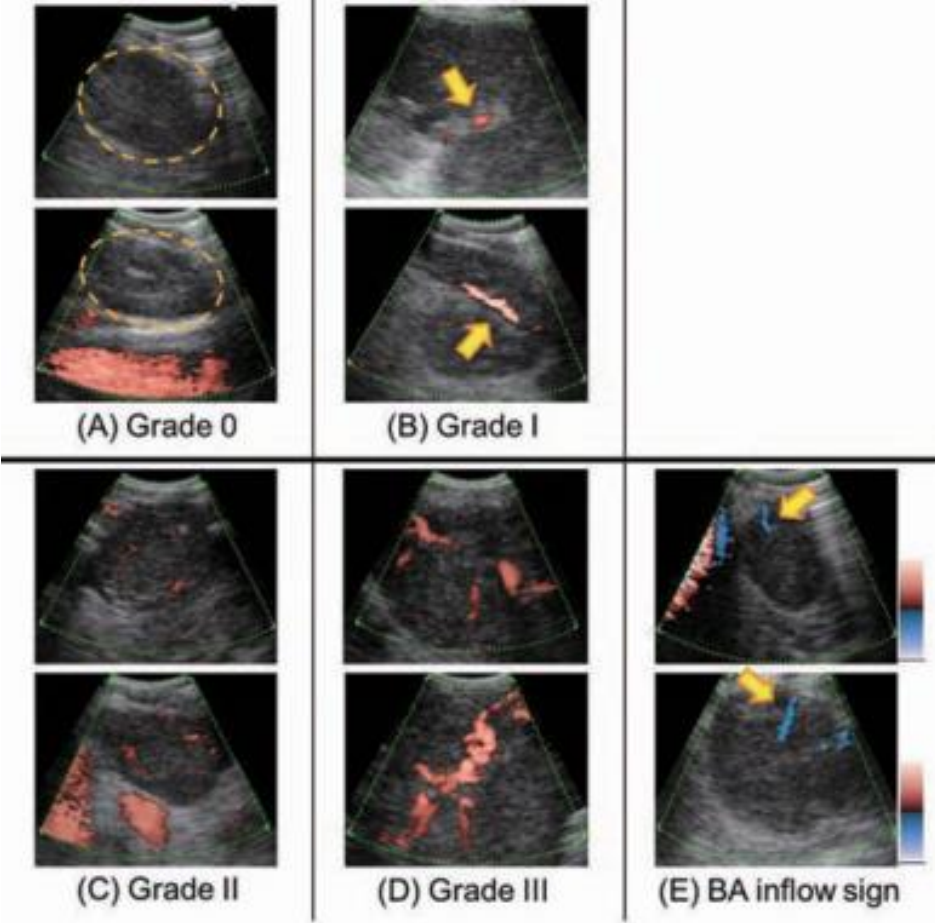 (A) Grade 0
(B) Grade I
(C) Grade II
(D) Grade III
(E) BA inflow sign